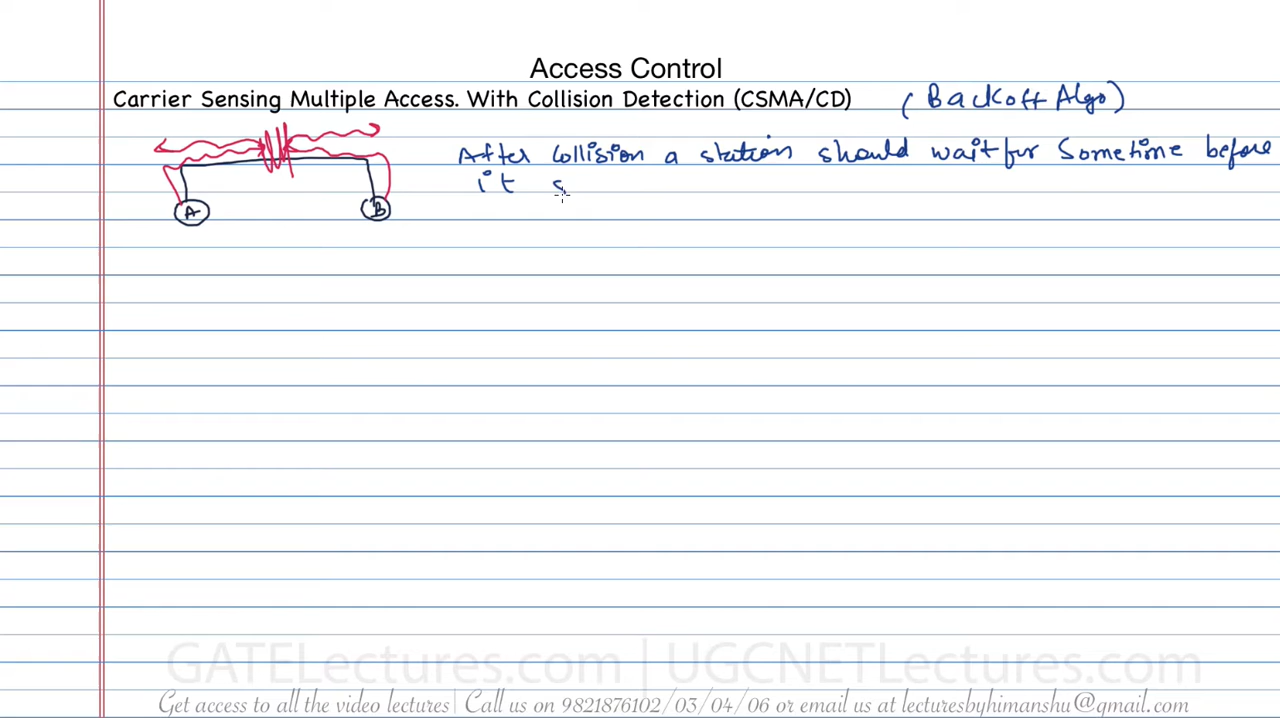 Access Control
Carrier Sensing Multiple Access. With Collision Detection (CSMA/CD) (Backoff Algo)
After Collision a station should wait for Sometime before
it s
A
B
GATELectures.com | UGCNETLectures.com
Get access to all the video lectures | Call us on 9821876102/03/04/06 or email us at lecturesbyhimanshu@gmail.com